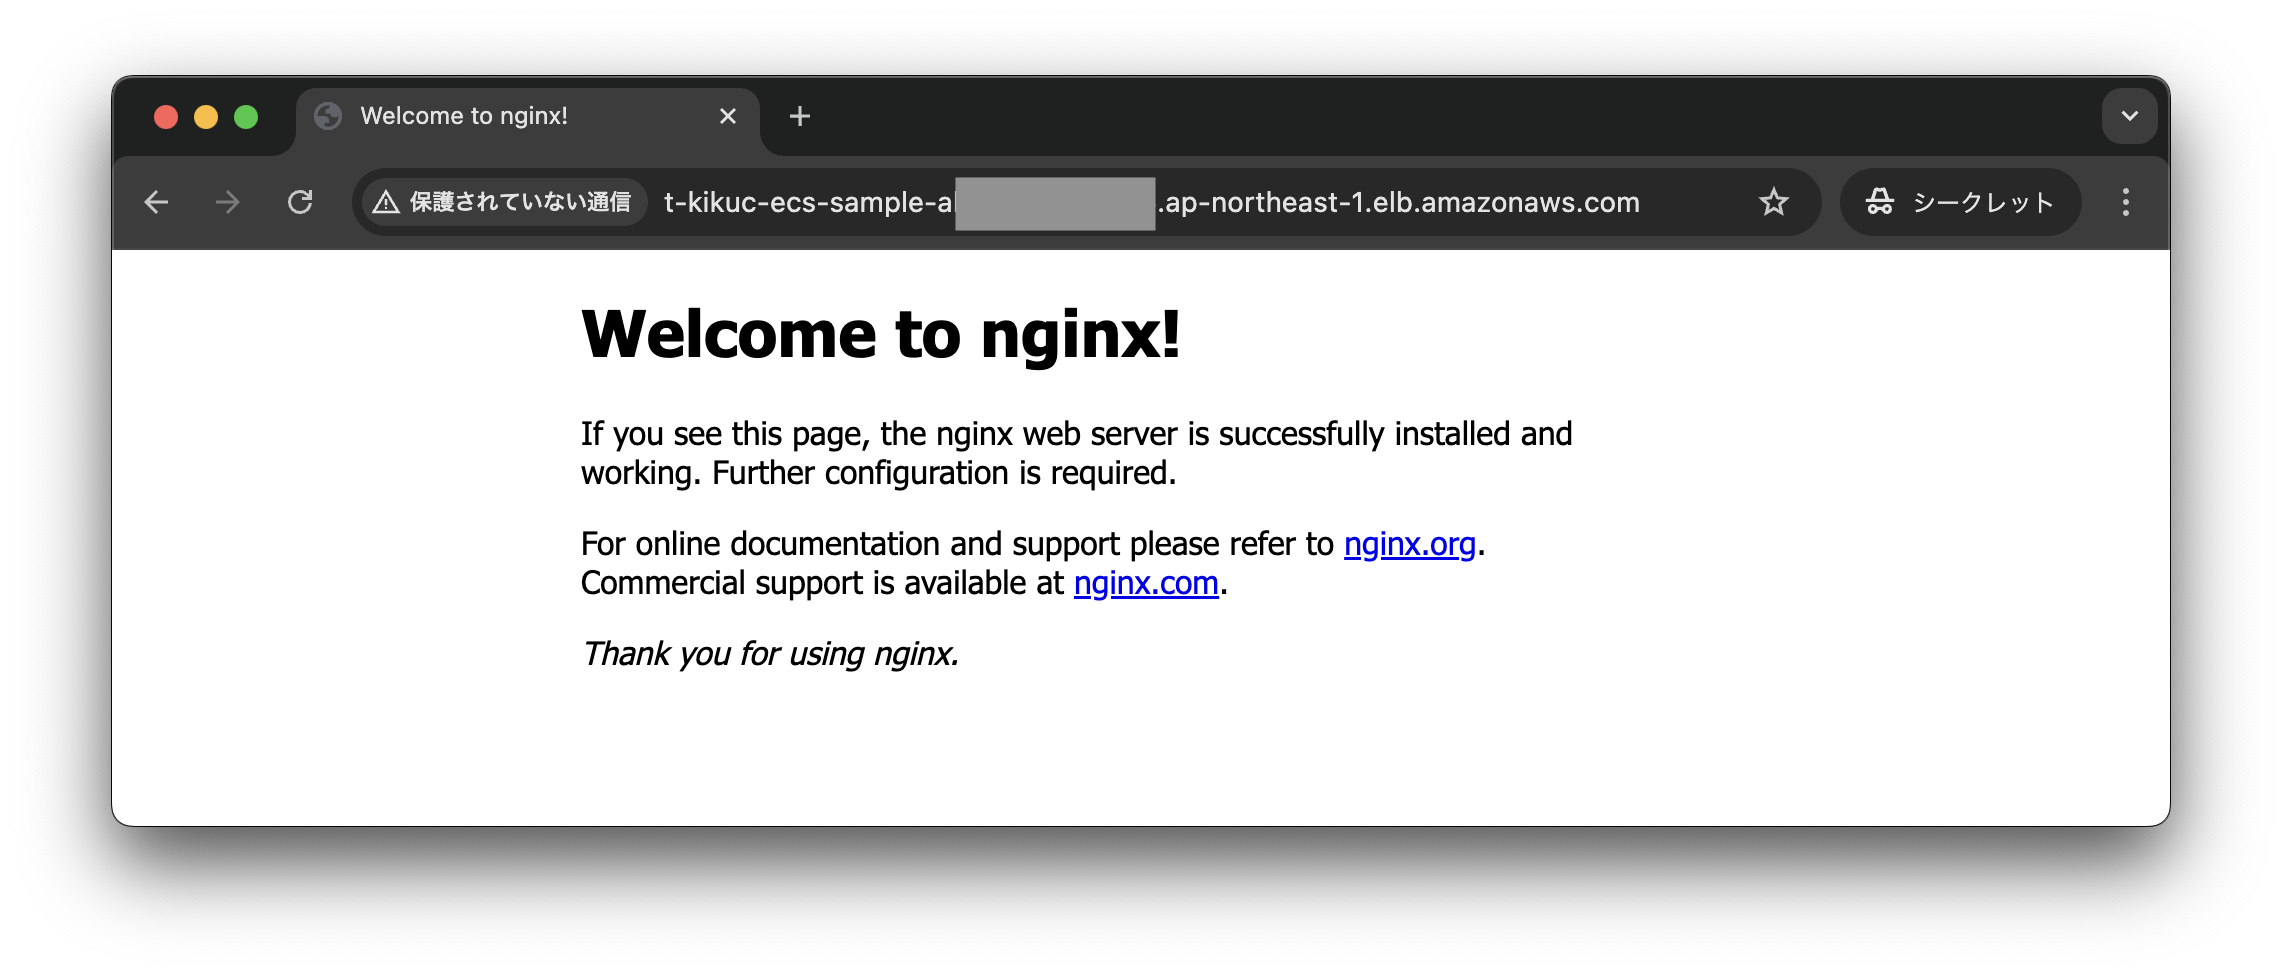 Welcome to nginx!
保護されていない通信 t-kikuc-ecs-sample-a .ap-northeast-1.elb.amazonaws.com シークレット
Welcome to nginx!
If you see this page, the nginx web server is successfully installed and
working. Further configuration is required.
For online documentation and support please refer to nginx.org.
Commercial support is available at nginx.com.
Thank you for using nginx.